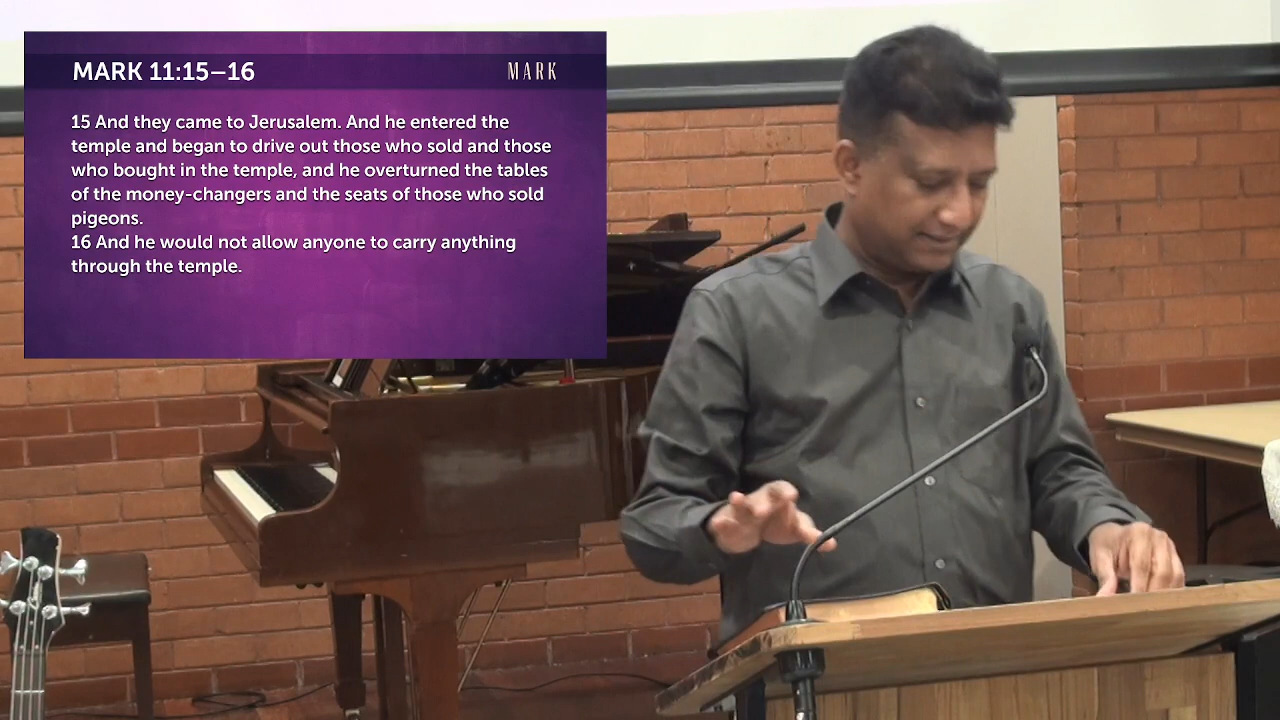 MARK 11:15–16 MARK
15 And they came to Jerusalem. And he entered the
temple and began to drive out those who sold and those
who bought in the temple, and he overturned the tables
of the money-changers and the seats of those who sold
pigeons.
16 And he would not allow anyone to carry anything
through the temple.